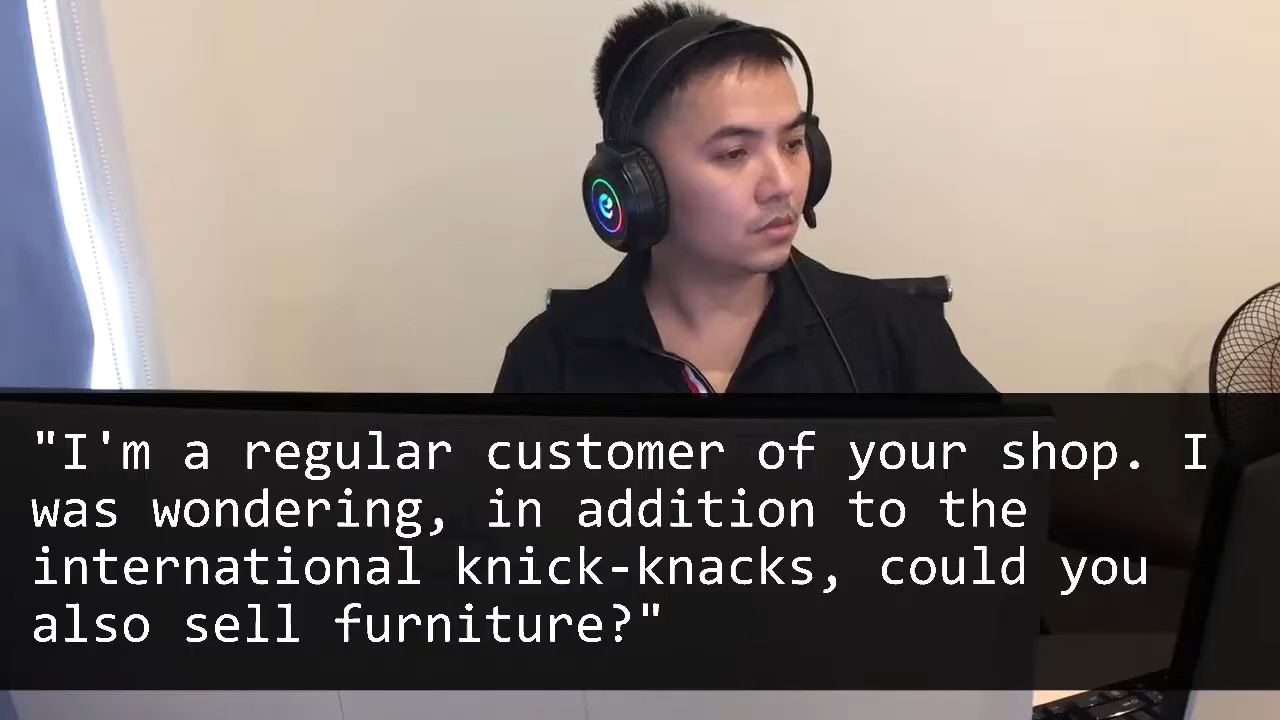 "I'm a regular customer of your shop. I
was wondering, in addition to the
international knick-knacks, could you
also sell furniture?"